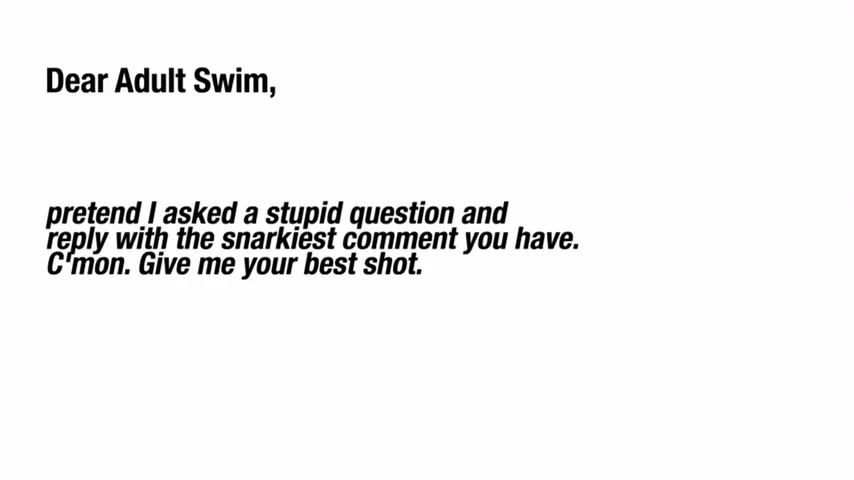 Dear Adult Swim,
pretend I asked a stupid question and
reply with the snarkiest comment you have.
C'mon. Give me your best shot.